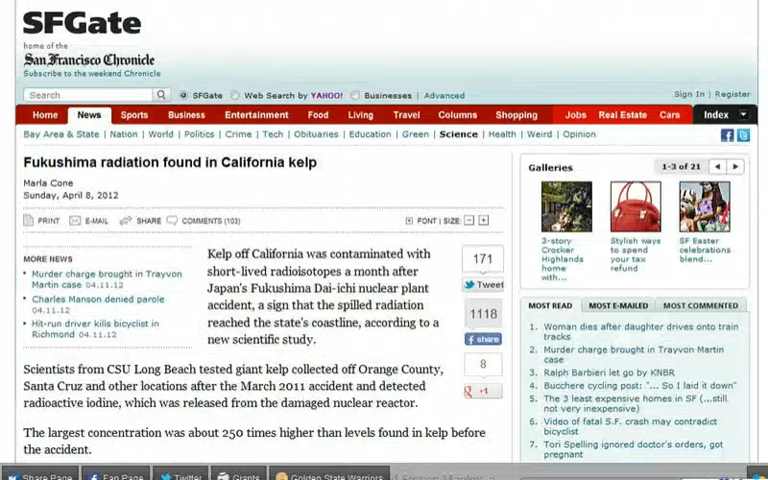 SFGate
home of the
San Francisco Chronicle
Subscribe to the weekend Chronicle
Search SFGate Web Search by YAHOO! Businesses | Advanced Sign In | Register
Home News Sports Business Entertainment Food Living Travel Columns Shopping Jobs Real Estate Cars Index
Bay Area & State | Nation | World | Politics | Crime | Tech | Obituaries | Education | Green | Science | Health | Weird | Opinion
Fukushima radiation found in California kelp
Marla Cone
Sunday, April 8, 2012
PRINT E-MAIL SHARE COMMENTS (103) FONT | SIZE:
MORE NEWS
Murder charge brought in Trayvon
Martin case 04.11.12
Charles Manson denied parole
04.11.12
Hit-run driver kills bicyclist in
Richmond 04.11.12
Kelp off California was contaminated with
short-lived radioisotopes a month after
Japan's Fukushima Dai-ichi nuclear plant
accident, a sign that the spilled radiation
reached the state's coastline, according to a
new scientific study.
171
Tweet
1118
share
8
+1
Scientists from CSU Long Beach tested giant kelp collected off Orange County,
Santa Cruz and other locations after the March 2011 accident and detected
radioactive iodine, which was released from the damaged nuclear reactor.
The largest concentration was about 250 times higher than levels found in kelp before
the accident.
Galleries 1-3 of 21
3-story
Crocker
Highlands
home
with...
Stylish ways
to spend
your tax
refund
SF Easter
celebrations
blend...
MOST READ MOST E-MAILED MOST COMMENTED
1. Woman dies after daughter drives onto train
tracks
2. Murder charge brought in Trayvon Martin
case
3. Ralph Barbieri let go by KNBR
4. Bucchere cycling post: "... So I laid it down"
5. The 3 least expensive homes in SF (...still
not very inexpensive)
6. Video of fatal S.F. crash may contradict
bicyclist
7. Tori Spelling ignored doctor's orders, got
pregnant
Share Page Fan Page Twitter Giants Golden State Warriors